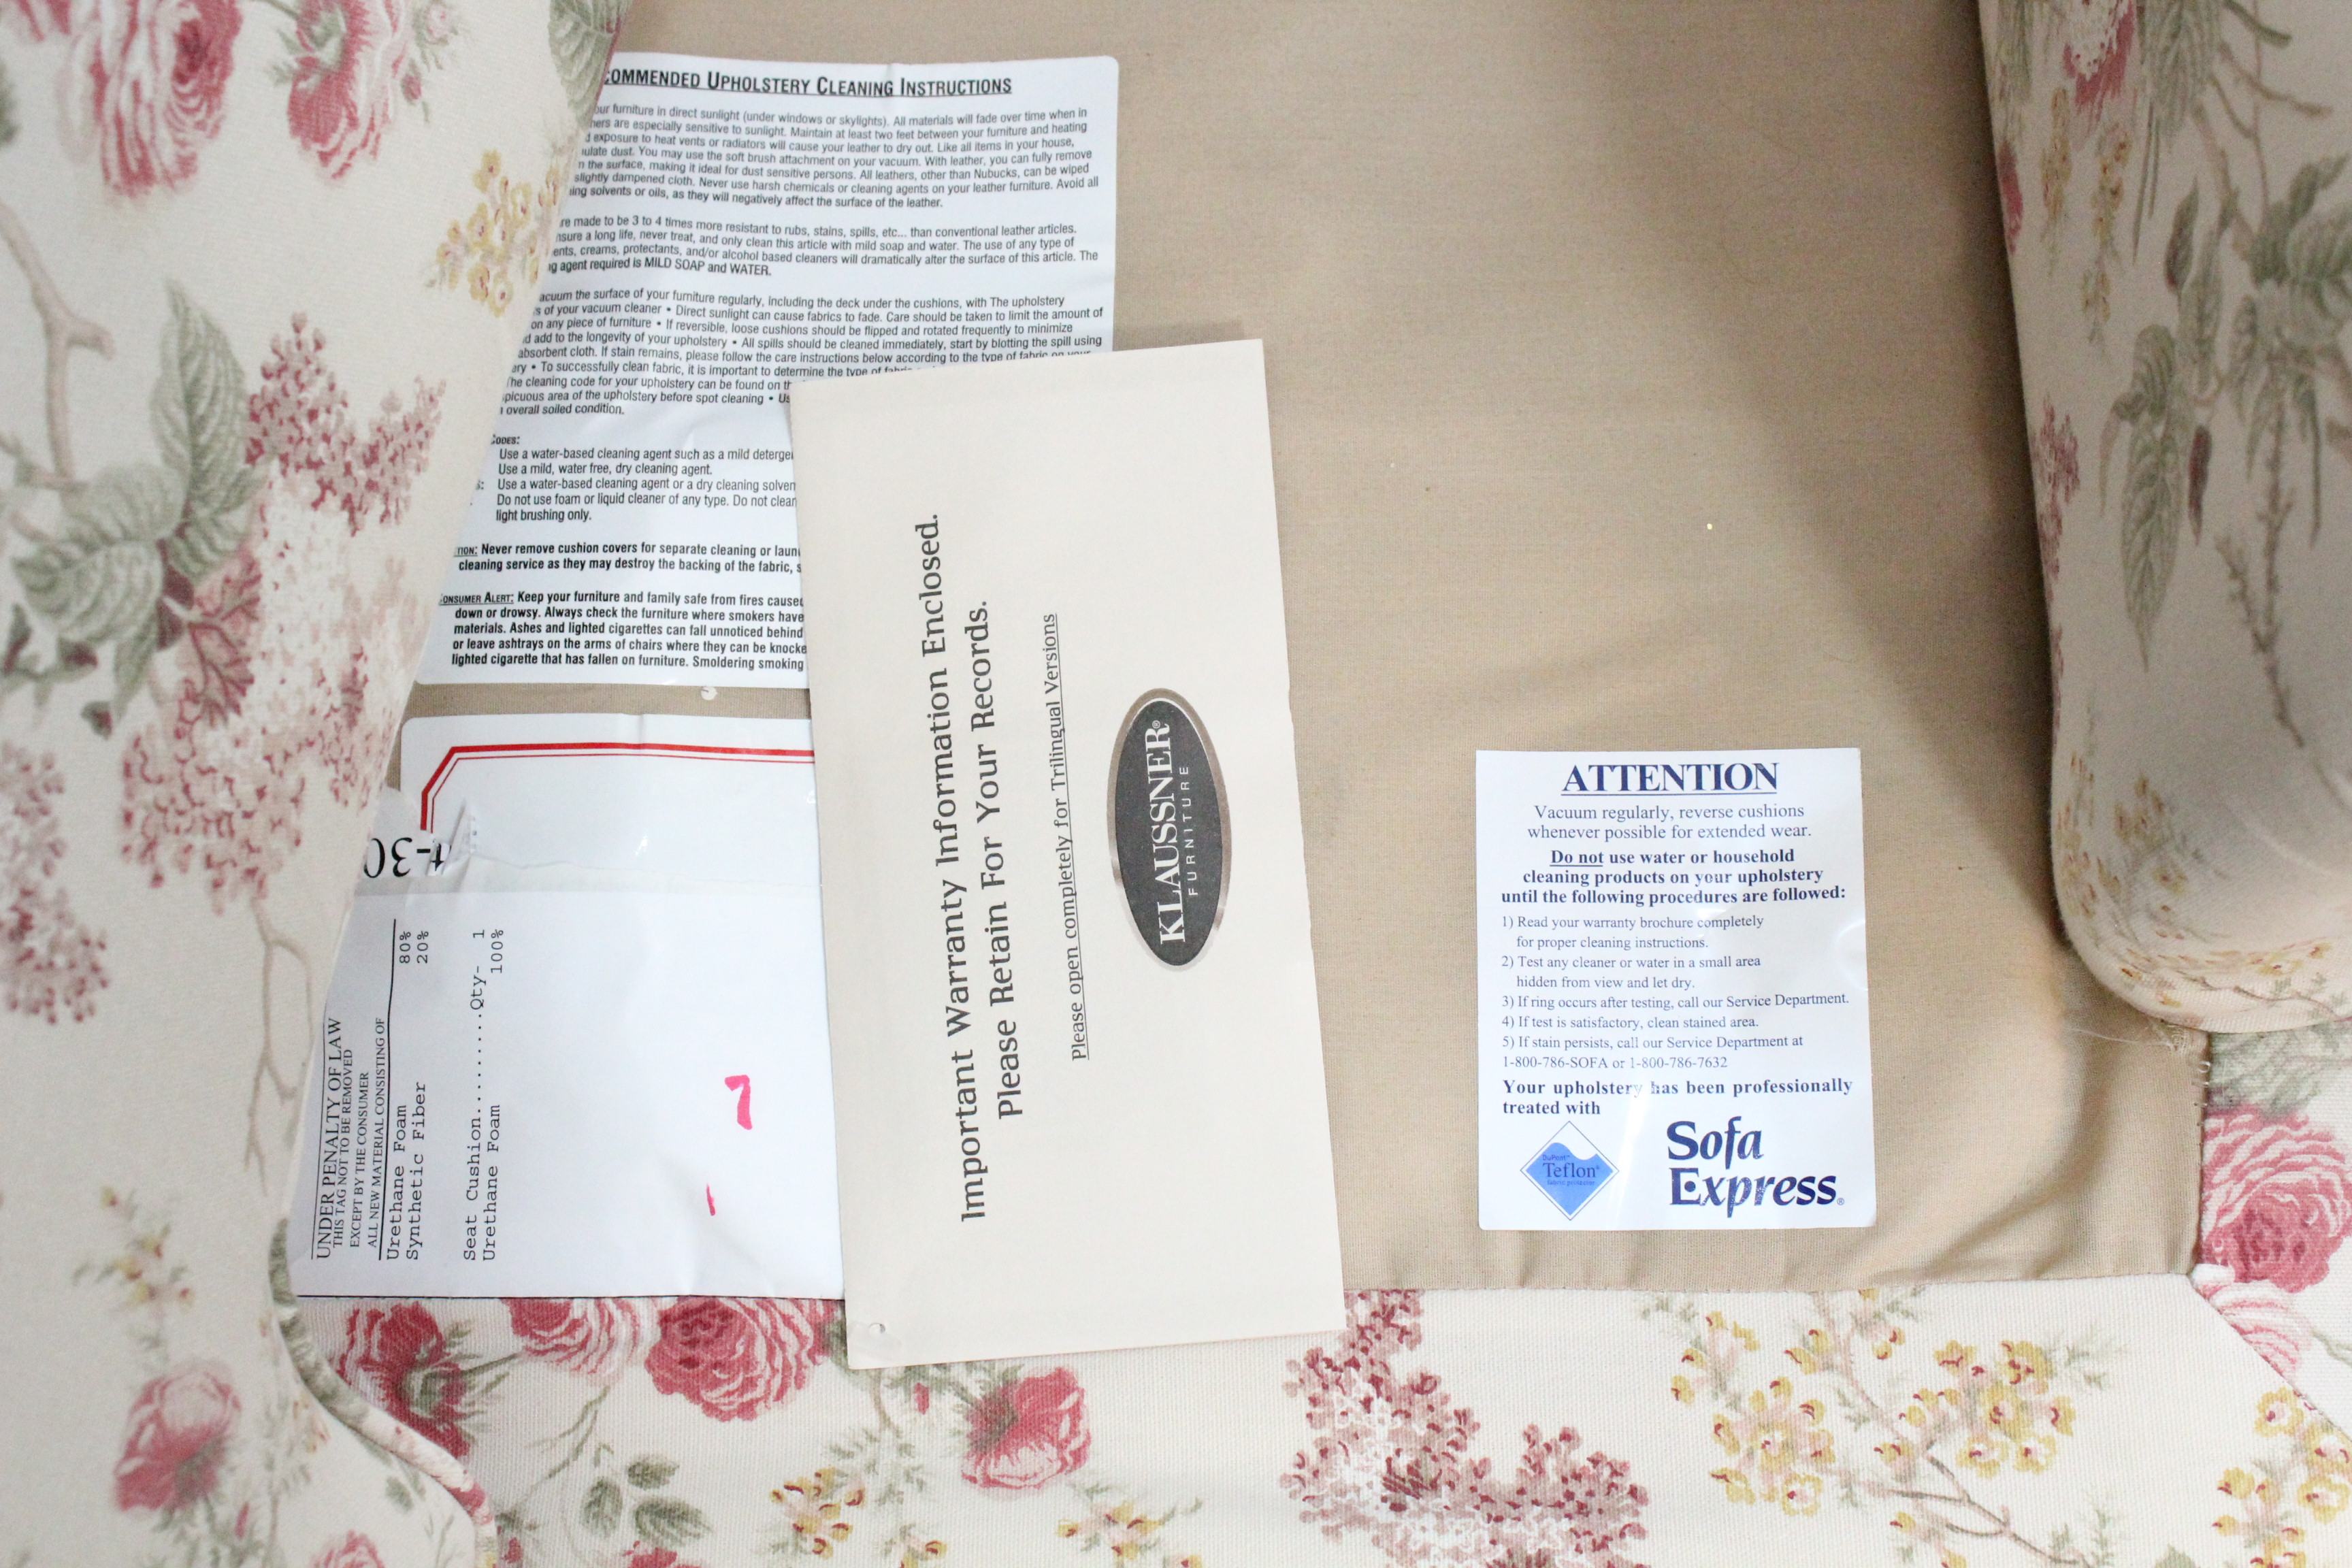 COMMENDED UPHOLSTERY CLEANING INSTRUCTIONS
our furniture in direct sunlight (under windows or skylights). All materials will fade over time when in
hers are especially sensitive to sunlight. Maintain at least two feet between your furniture and heating
d exposure to heat vents or radiators will cause your leather to dry out. Like all items in your house,
ulate dust. You may use the soft brush attachment on your vacuum. With leather, you can fully remove
n the surface, making it ideal for dust sensitive persons. All leathers, other than Nubucks, can be wiped
slightly dampened cloth. Never use harsh chemicals or cleaning agents on your leather furniture. Avoid all
ing solvents or oils, as they will negatively affect the surface of the leather.
re made to be 3 to 4 times more resistant to rubs, stains, spills, etc... than conventional leather articles.
nsure a long life, never treat, and only clean this article with mild soap and water. The use of any type of
ents, creams, protectants, and/or alcohol based cleaners will dramatically alter the surface of this article. The
g agent required is MILD SOAP and WATER.
acuum the surface of your furniture regularly, including the deck under the cushions, with The upholstery
s of your vacuum cleaner • Direct sunlight can cause fabrics to fade. Care should be taken to limit the amount of
on any piece of furniture • If reversible, loose cushions should be flipped and rotated frequently to minimize
d add to the longevity of your upholstery • All spills should be cleaned immediately, start by blotting the spill using
absorbent cloth. If stain remains, please follow the care instructions below according to the type of fabric on your
ery • To successfully clean fabric, it is important to determine the type of fabric
he cleaning code for your upholstery can be found on th
picuous area of the upholstery before spot cleaning • Us
overall soiled condition.
CODES:
Use a water-based cleaning agent such as a mild deterge
Use a mild, water free, dry cleaning agent.
S: Use a water-based cleaning agent or a dry cleaning solven
Do not use foam or liquid cleaner of any type. Do not clean
light brushing only.
TION: Never remove cushion covers for separate cleaning or laun
cleaning service as they may destroy the backing of the fabric, s
ONSUMER ALERT: Keep your furniture and family safe from fires caused
down or drowsy. Always check the furniture where smokers have
materials. Ashes and lighted cigarettes can fall unnoticed behind
or leave ashtrays on the arms of chairs where they can be knocke
lighted cigarette that has fallen on furniture. Smoldering smoking
-30
UNDER PENALTY OF LAW
THIS TAG NOT TO BE REMOVED
EXCEPT BY THE CONSUMER
ALL NEW MATERIAL CONSISTING OF
Urethane Foam 80%
Synthetic Fiber 20%
Seat Cushion..........Qty- 1
Urethane Foam 100%
Important Warranty Information Enclosed.
Please Retain For Your Records.
Please open completely for Trilingual Versions
KLAUSSNER®
FURNITURE
ATTENTION
Vacuum regularly, reverse cushions
whenever possible for extended wear.
Do not use water or household
cleaning products on your upholstery
until the following procedures are followed:
1) Read your warranty brochure completely
for proper cleaning instructions.
2) Test any cleaner or water in a small area
hidden from view and let dry.
3) If ring occurs after testing, call our Service Department.
4) If test is satisfactory, clean stained area.
5) If stain persists, call our Service Department at
1-800-786-SOFA or 1-800-786-7632
Your upholstery has been professionally
treated with
DuPont™
Teflon®
fabric protector
Sofa
Express®